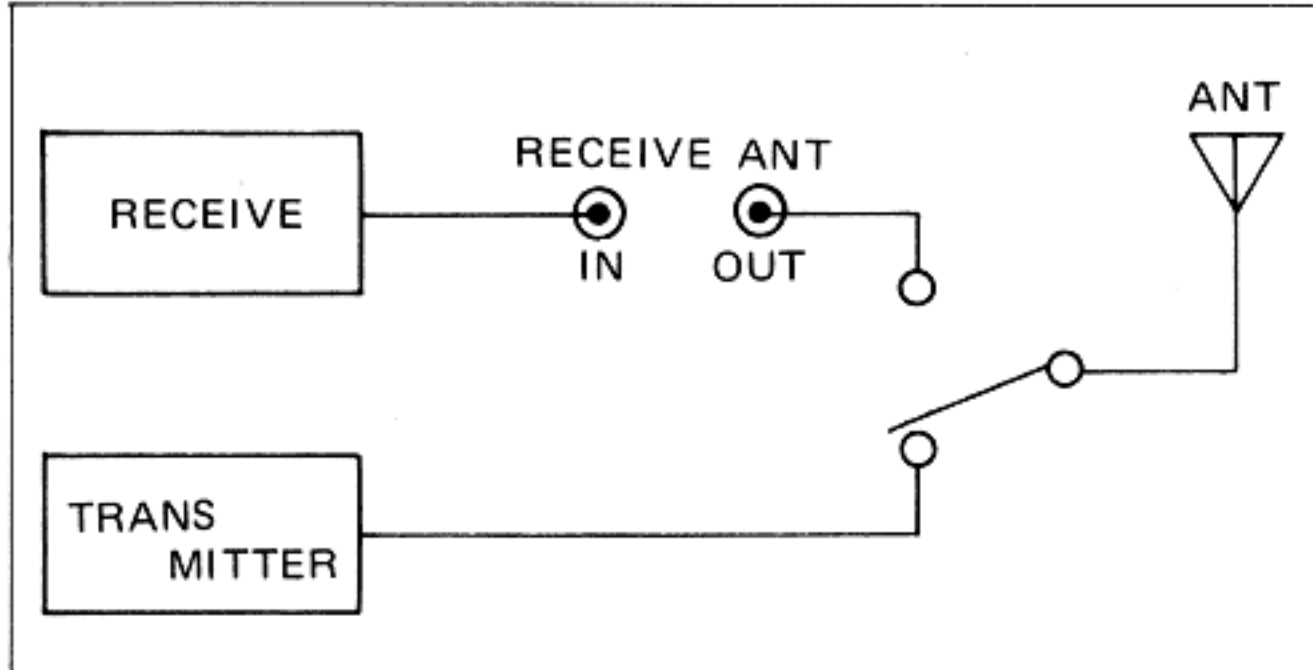 ANT
RECEIVE ANT
RECEIVE
IN
OUT
TRANS
MITTER